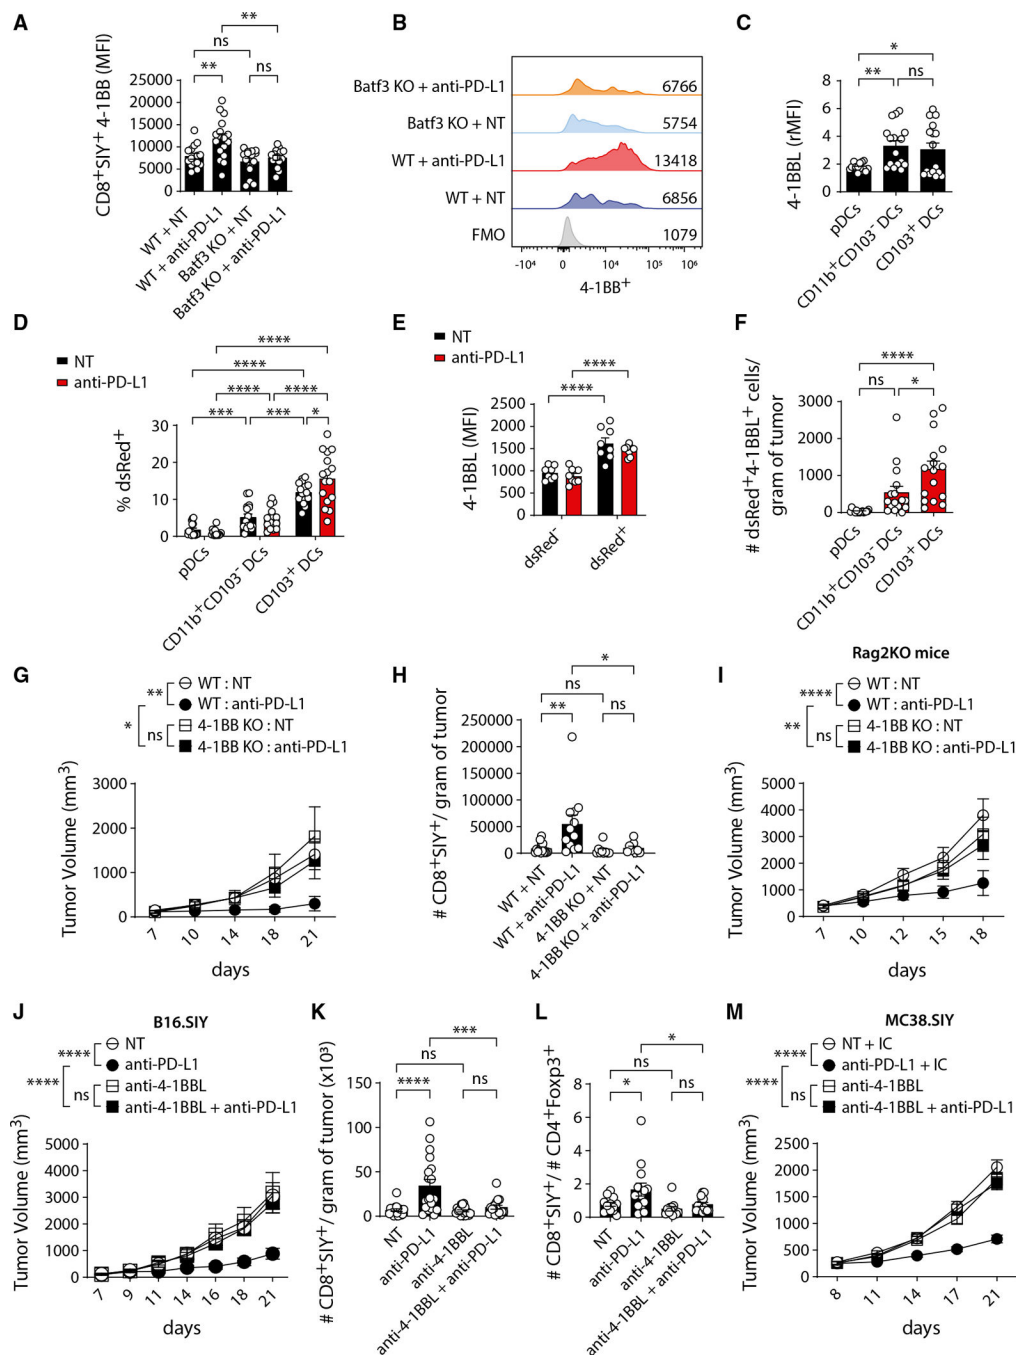 A
CD8⁺SIY⁺ 4-1BB (MFI)
25000
20000
15000
10000
5000
0
**
ns
**
ns
WT + NT
WT + anti-PD-L1
Batf3 KO + NT
Batf3 KO + anti-PD-L1
B
Batf3 KO + anti-PD-L1 6766
Batf3 KO + NT 5754
WT + anti-PD-L1 13418
WT + NT 6856
FMO 1079
-10⁴ 0 10⁴ 10⁵ 10⁶
4-1BB⁺
C
4-1BBL (rMFI)
8
6
4
2
0
*
** ns
pDCs
CD11b⁺CD103⁻ DCs
CD103⁺ DCs
D
NT
anti-PD-L1
% dsRed⁺
30
20
10
0
****
****
**** ****
*** *** *
pDCs
CD11b⁺CD103⁻ DCs
CD103⁺ DCs
E
NT
anti-PD-L1
4-1BBL (MFI)
2500
2000
1500
1000
500
0
****
****
dsRed⁻
dsRed⁺
F
# dsRed⁺4-1BBL⁺ cells/
gram of tumor
3000
2000
1000
0
****
ns *
pDCs
CD11b⁺CD103⁻ DCs
CD103⁺ DCs
G
WT : NT
WT : anti-PD-L1
4-1BB KO : NT
4-1BB KO : anti-PD-L1
**
*
ns
Tumor Volume (mm³)
3000
2000
1000
0
7 10 14 18 21
days
H
# CD8⁺SIY⁺/ gram of tumor
250000
200000
150000
100000
50000
0
*
ns
** ns
WT + NT
WT + anti-PD-L1
4-1BB KO + NT
4-1BB KO + anti-PD-L1
Rag2KO mice
I
WT : NT
WT : anti-PD-L1
4-1BB KO : NT
4-1BB KO : anti-PD-L1
****
**
ns
Tumor Volume (mm³)
5000
4000
3000
2000
1000
0
7 10 12 15 18
days
J
B16.SIY
NT
anti-PD-L1
anti-4-1BBL
anti-4-1BBL + anti-PD-L1
****
****
ns
Tumor Volume (mm³)
5000
4000
3000
2000
1000
0
7 9 11 14 16 18 21
days
K
# CD8⁺SIY⁺/ gram of tumor (x10³)
150
100
50
0
***
ns
**** ns
NT
anti-PD-L1
anti-4-1BBL
anti-4-1BBL + anti-PD-L1
L
# CD8⁺SIY⁺/ # CD4⁺Foxp3⁺
8
6
4
2
0
*
ns
* ns
NT
anti-PD-L1
anti-4-1BBL
anti-4-1BBL + anti-PD-L1
M
MC38.SIY
NT + IC
anti-PD-L1 + IC
anti-4-1BBL
anti-4-1BBL + anti-PD-L1
****
****
ns
Tumor Volume (mm³)
2500
2000
1500
1000
500
0
8 11 14 17 21
days